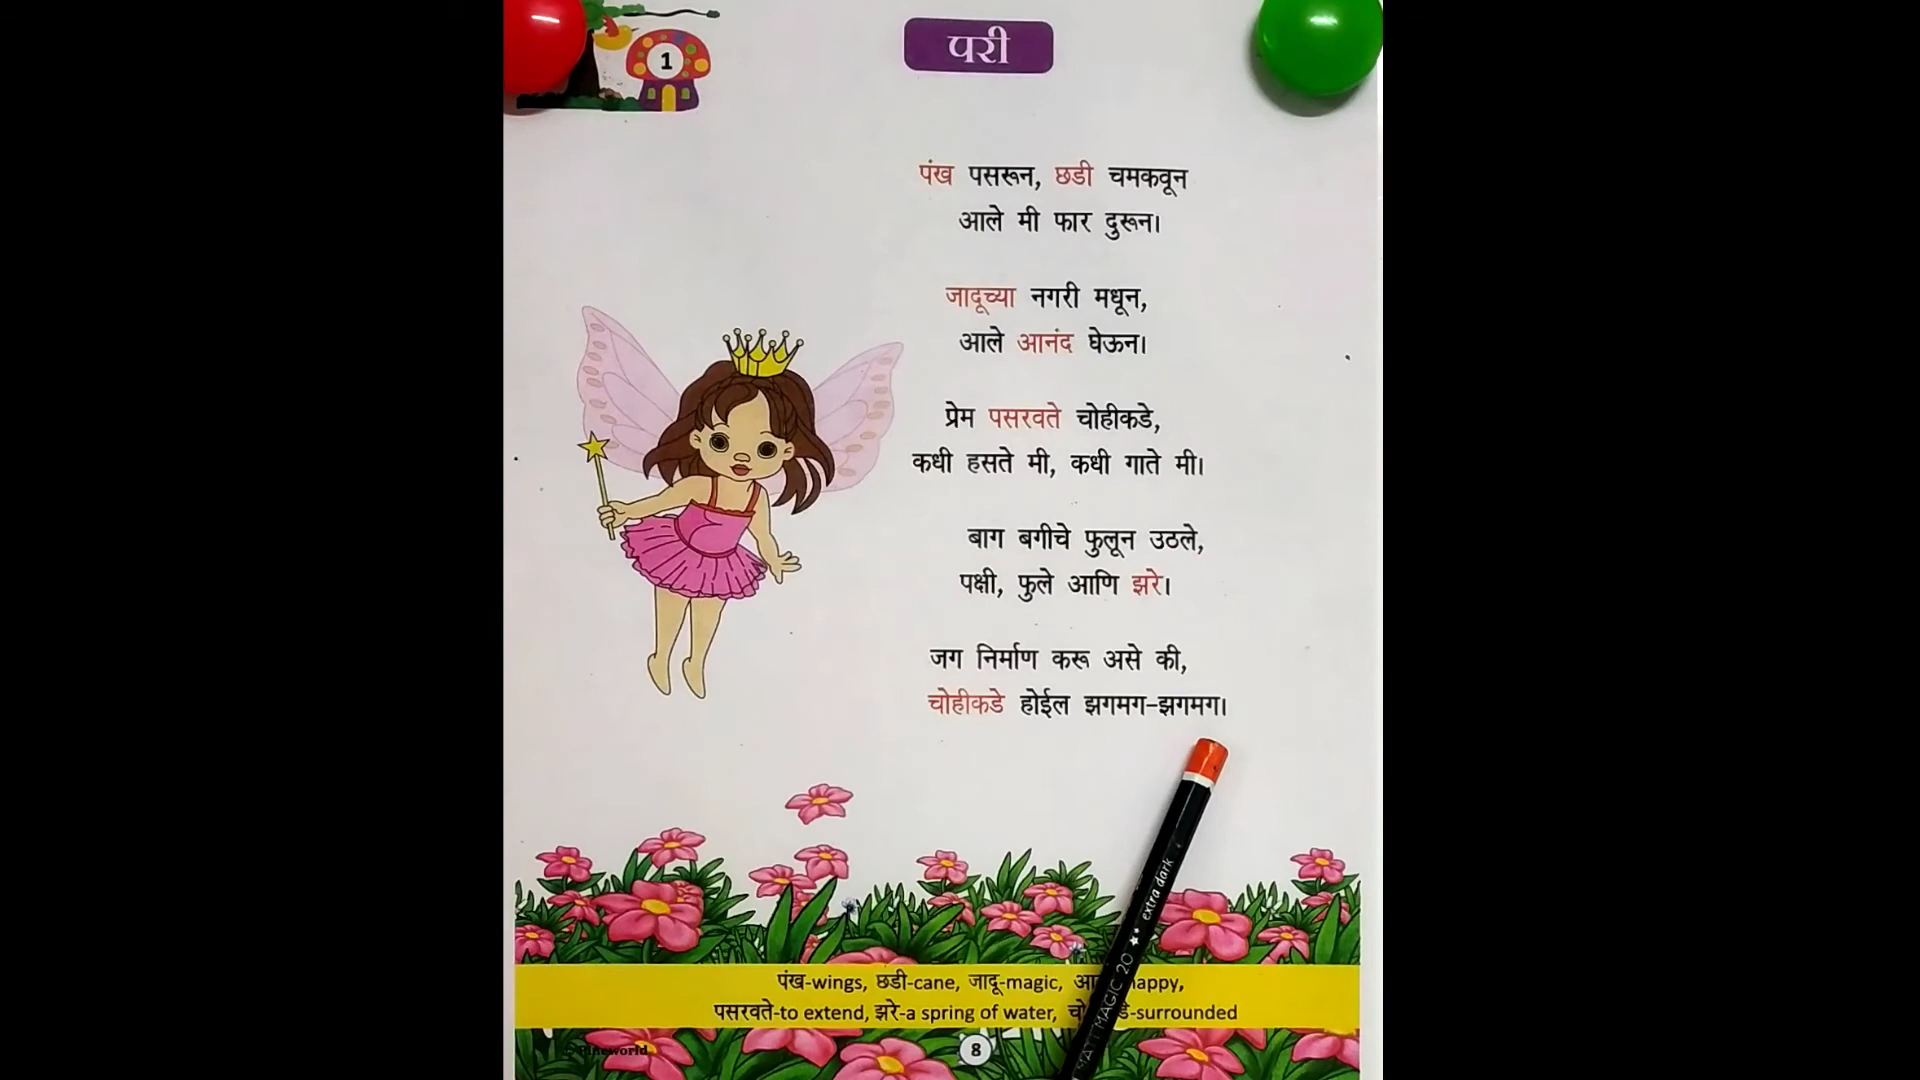 1
परी
पंख पसरून, छडी चमकवून
आले मी फार दुरून।
जादूच्या नगरी मधून,
आले आनंद घेऊन।
प्रेम पसरवते चोहीकडे,
कधी हसते मी, कधी गाते मी।
बाग बगीचे फुलून उठले,
पक्षी, फुले आणि झरे।
जग निर्माण करू असे की,
चोहीकडे होईल झगमग-झगमग।
पंख-wings, छडी-cane, जादू-magic,
पसरवते-to extend, झरे-a spring of water, -surrounded
8
MATT MAGIC 20 extra dark